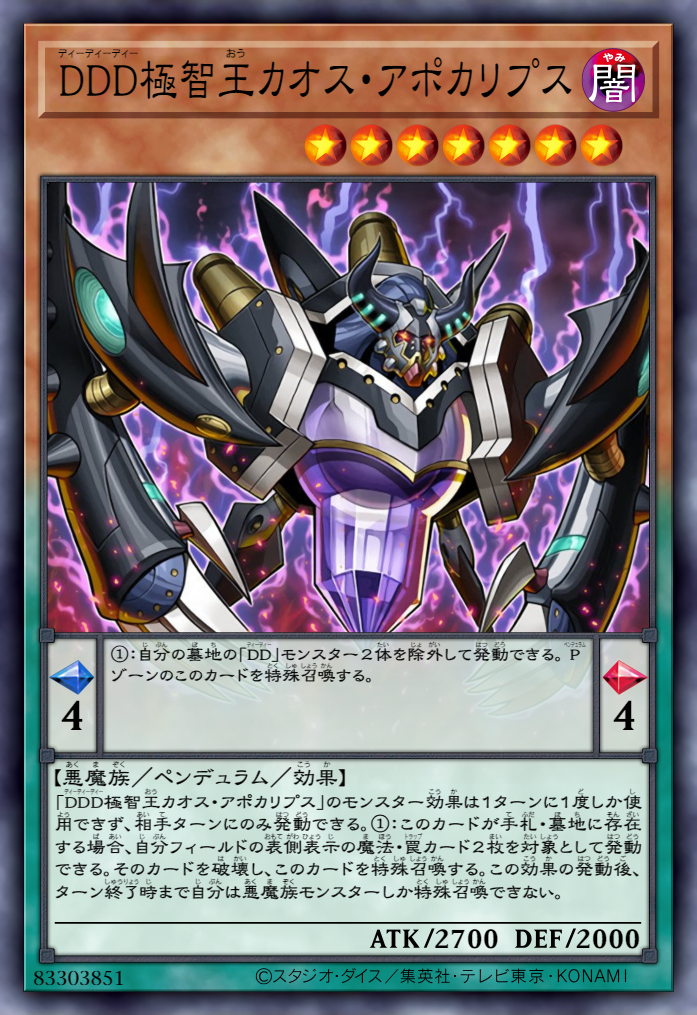 DDD極智王カオス・アポカリプス
闇
①：自分の墓地の「DD」モンスター２体を除外して発動できる。P
ゾーンのこのカードを特殊召喚する。
4
4
【悪魔族／ペンデュラム／効果】
「DDD極智王カオス・アポカリプス」のモンスター効果は１ターンに１度しか使
用できず、相手ターンにのみ発動できる。①：このカードが手札・墓地に存在
する場合、自分フィールドの表側表示の魔法・罠カード２枚を対象として発動
できる。そのカードを破壊し、このカードを特殊召喚する。この効果の発動後、
ターン終了時まで自分は悪魔族モンスターしか特殊召喚できない。
ATK/2700 DEF/2000
83303851 ©スタジオ・ダイス／集英社・テレビ東京・KONAMI